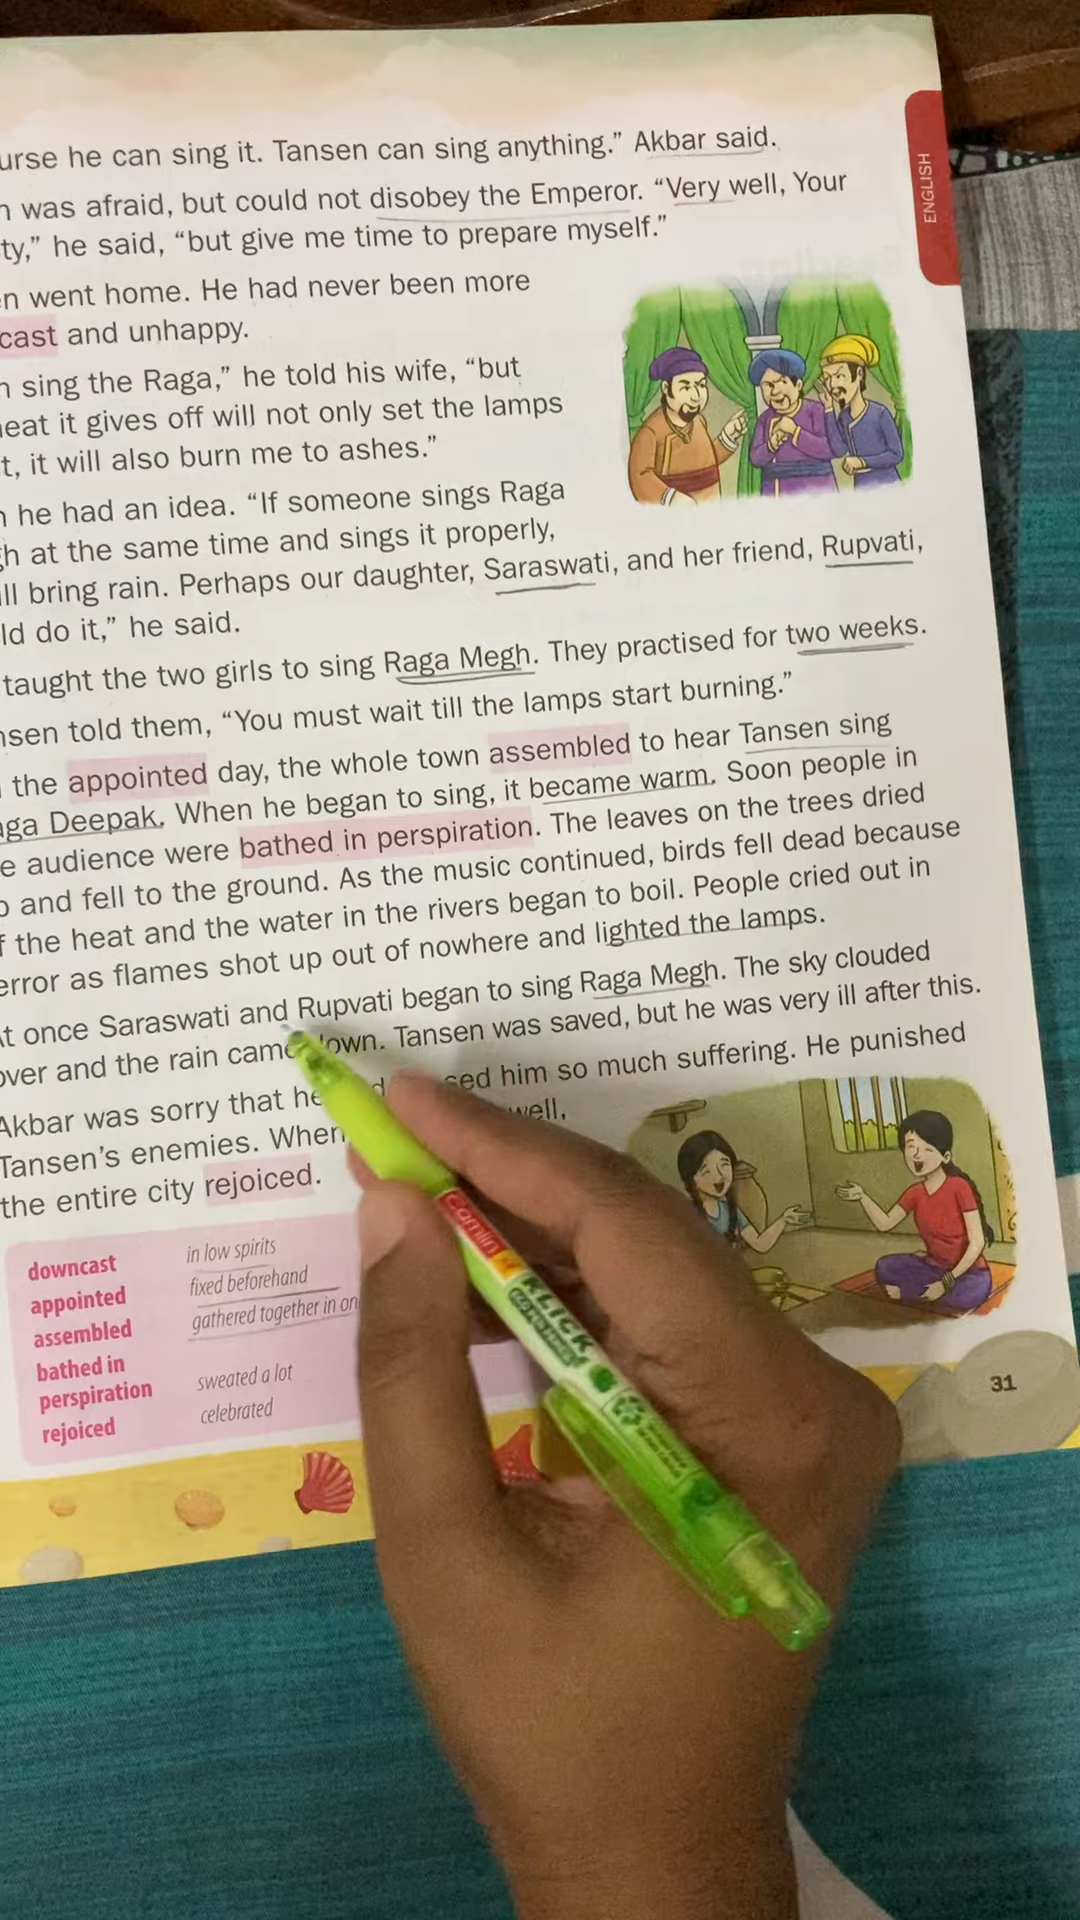 urse he can sing it. Tansen can sing anything.” Akbar said.
ENGLISH
n was afraid, but could not disobey the Emperor. “Very well, Your
ty,” he said, “but give me time to prepare myself.”
en went home. He had never been more
cast and unhappy.
n sing the Raga,” he told his wife, “but
eat it gives off will not only set the lamps
t, it will also burn me to ashes.”
n he had an idea. “If someone sings Raga
gh at the same time and sings it properly,
ill bring rain. Perhaps our daughter, Saraswati, and her friend, Rupvati,
ld do it,” he said.
taught the two girls to sing Raga Megh. They practised for two weeks.
nsen told them, “You must wait till the lamps start burning.”
the appointed day, the whole town assembled to hear Tansen sing
aga Deepak. When he began to sing, it became warm. Soon people in
e audience were bathed in perspiration. The leaves on the trees dried
p and fell to the ground. As the music continued, birds fell dead because
f the heat and the water in the rivers began to boil. People cried out in
error as flames shot up out of nowhere and lighted the lamps.
At once Saraswati and Rupvati began to sing Raga Megh. The sky clouded
over and the rain came down. Tansen was saved, but he was very ill after this.
Akbar was sorry that he sed him so much suffering. He punished
Tansen’s enemies. When well,
the entire city rejoiced.
downcast in low spirits
appointed fixed beforehand
assembled gathered together in on
bathed in
perspiration sweated a lot
rejoiced celebrated
camlin
KLICK
31